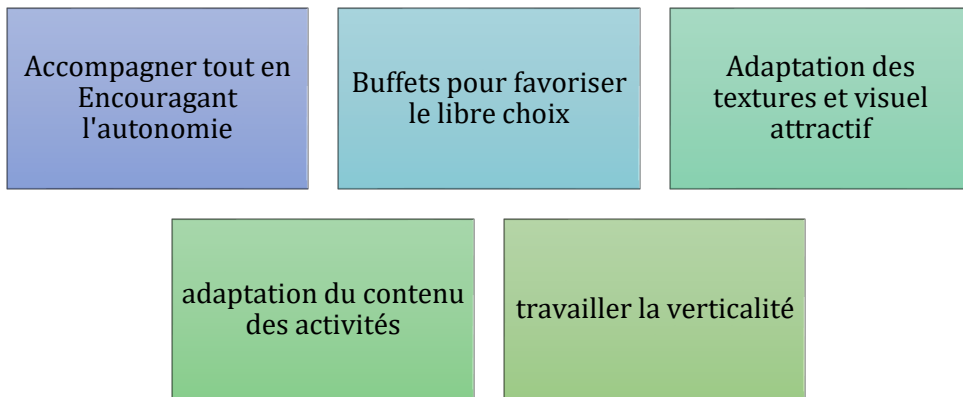 Accompagner tout en
Encouragant
l'autonomie
Buffets pour favoriser
le libre choix
Adaptation des
textures et visuel
attractif
adaptation du contenu
des activités
travailler la verticalité